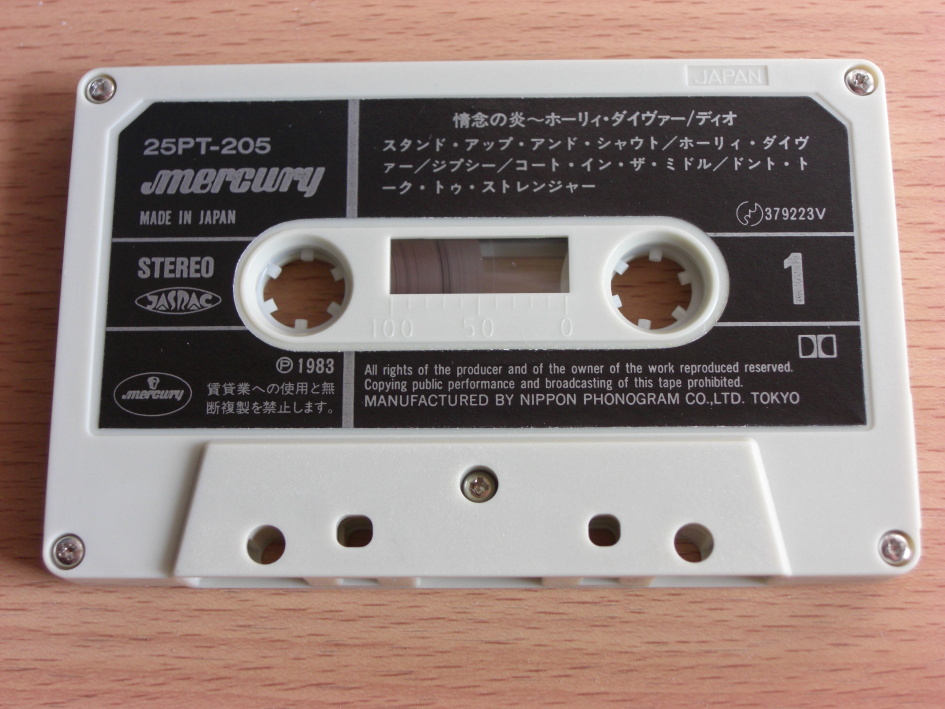 JAPAN
25PT-205
mercury
MADE IN JAPAN
情念の炎〜ホーリィ・ダイヴァー/ディオ
スタンド・アップ・アンド・シャウト/ホーリィ・ダイヴ
ァー/ジプシー/コート・イン・ザ・ミドル/ドント・ト
ーク・トゥ・ストレンジャー
379223V
STEREO
JASRAC
1
100 50 0
Ⓟ1983
mercury
賃貸業への使用と無
断複製を禁止します。
All rights of the producer and of the owner of the work reproduced reserved.
Copying public performance and broadcasting of this tape prohibited.
MANUFACTURED BY NIPPON PHONOGRAM CO.,LTD. TOKYO